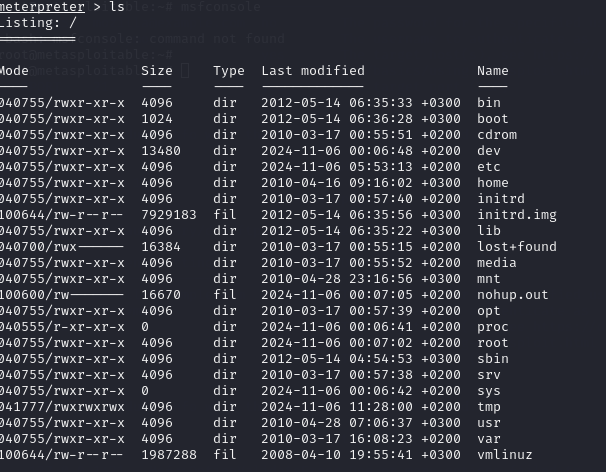 meterpreter > ls
Listing: /
==========
Mode Size Type Last modified Name
---- ---- ---- ------------- ----
040755/rwxr-xr-x 4096 dir 2012-05-14 06:35:33 +0300 bin
040755/rwxr-xr-x 1024 dir 2012-05-14 06:36:28 +0300 boot
040755/rwxr-xr-x 4096 dir 2010-03-17 00:55:51 +0200 cdrom
040755/rwxr-xr-x 13480 dir 2024-11-06 00:06:48 +0200 dev
040755/rwxr-xr-x 4096 dir 2024-11-06 05:53:13 +0200 etc
040755/rwxr-xr-x 4096 dir 2010-04-16 09:16:02 +0300 home
040755/rwxr-xr-x 4096 dir 2010-03-17 00:57:40 +0200 initrd
100644/rw-r--r-- 7929183 fil 2012-05-14 06:35:56 +0300 initrd.img
040755/rwxr-xr-x 4096 dir 2012-05-14 06:35:22 +0300 lib
040700/rwx------ 16384 dir 2010-03-17 00:55:15 +0200 lost+found
040755/rwxr-xr-x 4096 dir 2010-03-17 00:55:52 +0200 media
040755/rwxr-xr-x 4096 dir 2010-04-28 23:16:56 +0300 mnt
100600/rw------- 16670 fil 2024-11-06 00:07:05 +0200 nohup.out
040755/rwxr-xr-x 4096 dir 2010-03-17 00:57:39 +0200 opt
040555/r-xr-xr-x 0 dir 2024-11-06 00:06:41 +0200 proc
040755/rwxr-xr-x 4096 dir 2024-11-06 00:07:02 +0200 root
040755/rwxr-xr-x 4096 dir 2012-05-14 04:54:53 +0300 sbin
040755/rwxr-xr-x 4096 dir 2010-03-17 00:57:38 +0200 srv
040755/rwxr-xr-x 0 dir 2024-11-06 00:06:42 +0200 sys
041777/rwxrwxrwx 4096 dir 2024-11-06 11:28:00 +0200 tmp
040755/rwxr-xr-x 4096 dir 2010-04-28 07:06:37 +0300 usr
040755/rwxr-xr-x 4096 dir 2010-03-17 16:08:23 +0200 var
100644/rw-r--r-- 1987288 fil 2008-04-10 19:55:41 +0300 vmlinuz